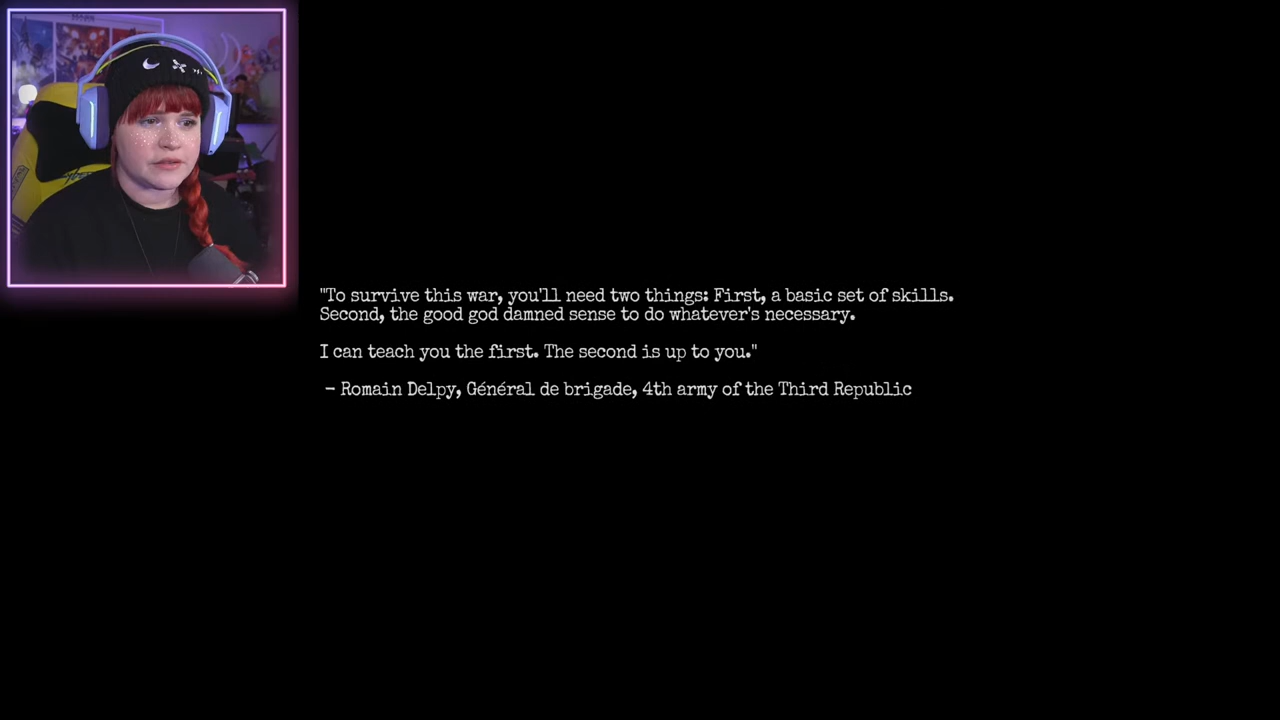 "To survive this war, you'll need two things: First, a basic set of skills.
Second, the good god damned sense to do whatever's necessary.
I can teach you the first. The second is up to you."
– Romain Delpy, Général de brigade, 4th army of the Third Republic